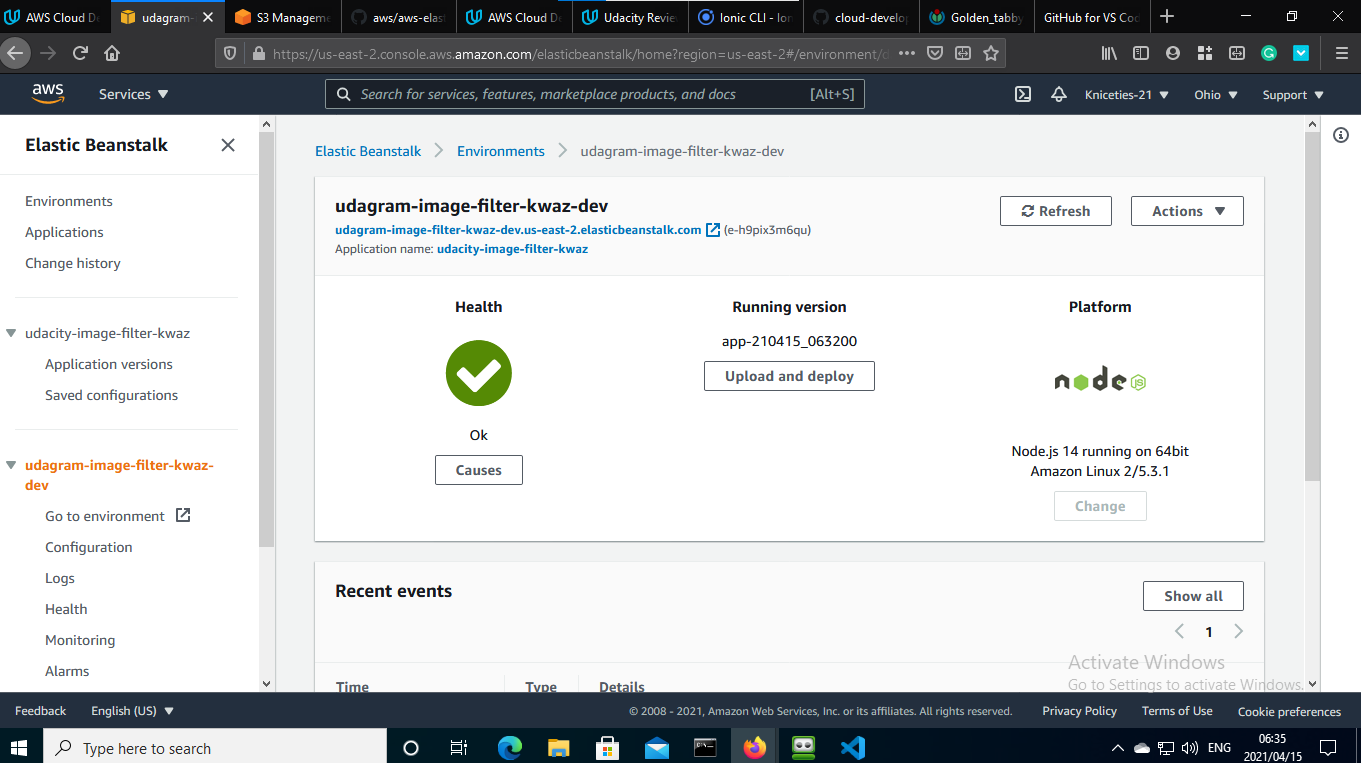 AWS Cloud De
udagram-
S3 Manageme
aws/aws-elast
AWS Cloud De
Udacity Review
Ionic CLI - Ion
cloud-develop
Golden_tabby
GitHub for VS Cod
https://us-east-2.console.aws.amazon.com/elasticbeanstalk/home?region=us-east-2#/environment/d
aws
Services
Search for services, features, marketplace products, and docs
[Alt+S]
Kniceties-21
Ohio
Support
Elastic Beanstalk
Environments
Applications
Change history
udacity-image-filter-kwaz
Application versions
Saved configurations
udagram-image-filter-kwaz-
dev
Go to environment
Configuration
Logs
Health
Monitoring
Alarms
Elastic Beanstalk
Environments
udagram-image-filter-kwaz-dev
udagram-image-filter-kwaz-dev
udagram-image-filter-kwaz-dev.us-east-2.elasticbeanstalk.com (e-h9pix3m6qu)
Application name: udacity-image-filter-kwaz
Refresh
Actions
Health
Ok
Causes
Running version
app-210415_063200
Upload and deploy
Platform
node JS
Node.js 14 running on 64bit
Amazon Linux 2/5.3.1
Change
Recent events
Show all
1
Time
Type
Details
Activate Windows
Go to Settings to activate Windows.
Feedback
English (US)
© 2008 - 2021, Amazon Web Services, Inc. or its affiliates. All rights reserved.
Privacy Policy
Terms of Use
Cookie preferences
Type here to search
ENG
06:35
2021/04/15